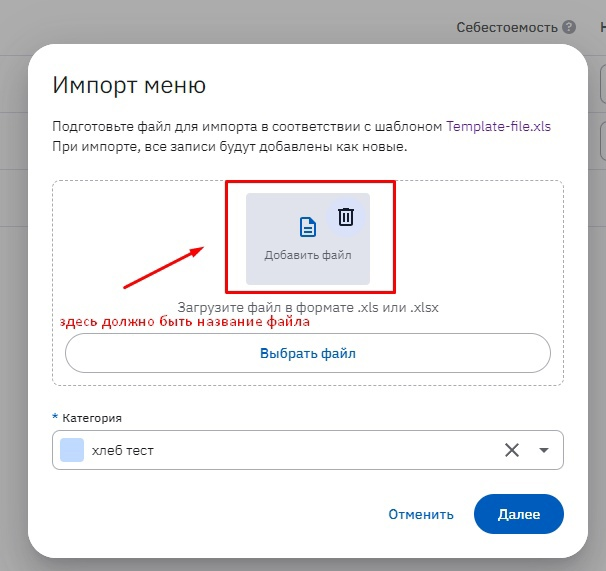 Себестоимость ?
Импорт меню
Подготовьте файл для импорта в соответствии с шаблоном Template-file.xls
При импорте, все записи будут добавлены как новые.
Добавить файл
Загрузите файл в формате .xls или .xlsx
здесь должно быть название файла
Выбрать файл
* Категория
хлеб тест
Отменить
Далее